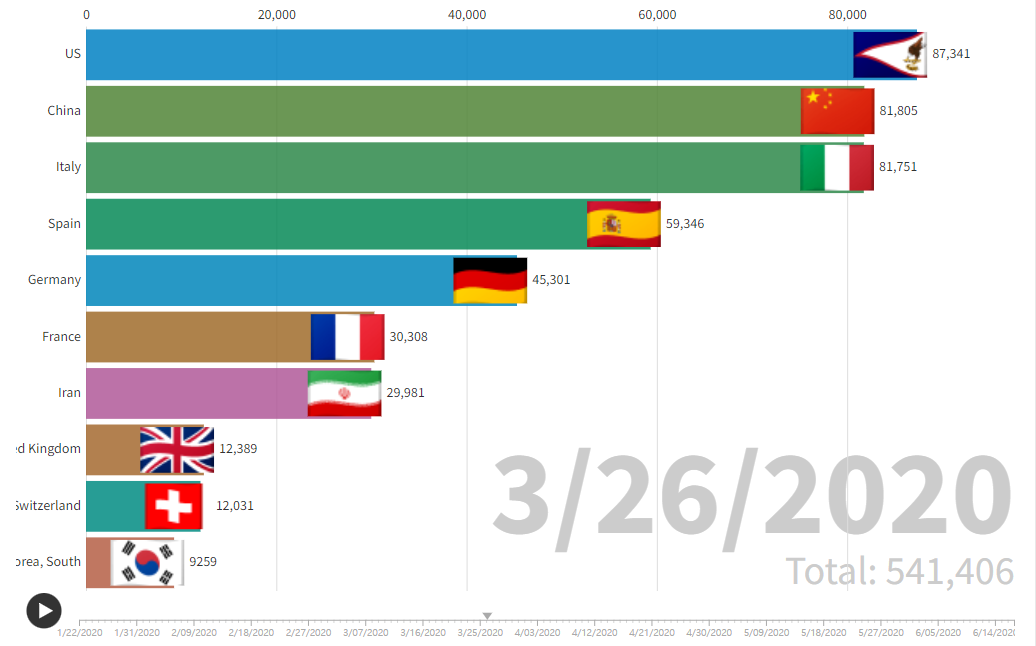 0 20,000 40,000 60,000 80,000
US 87,341
China 81,805
Italy 81,751
Spain 59,346
Germany 45,301
France 30,308
Iran 29,981
ed Kingdom 12,389
Switzerland 12,031
orea, South 9259
3/26/2020
Total: 541,406
1/22/2020 1/31/2020 2/09/2020 2/18/2020 2/27/2020 3/07/2020 3/16/2020 3/25/2020 4/03/2020 4/12/2020 4/21/2020 4/30/2020 5/09/2020 5/18/2020 5/27/2020 6/05/2020 6/14/2020